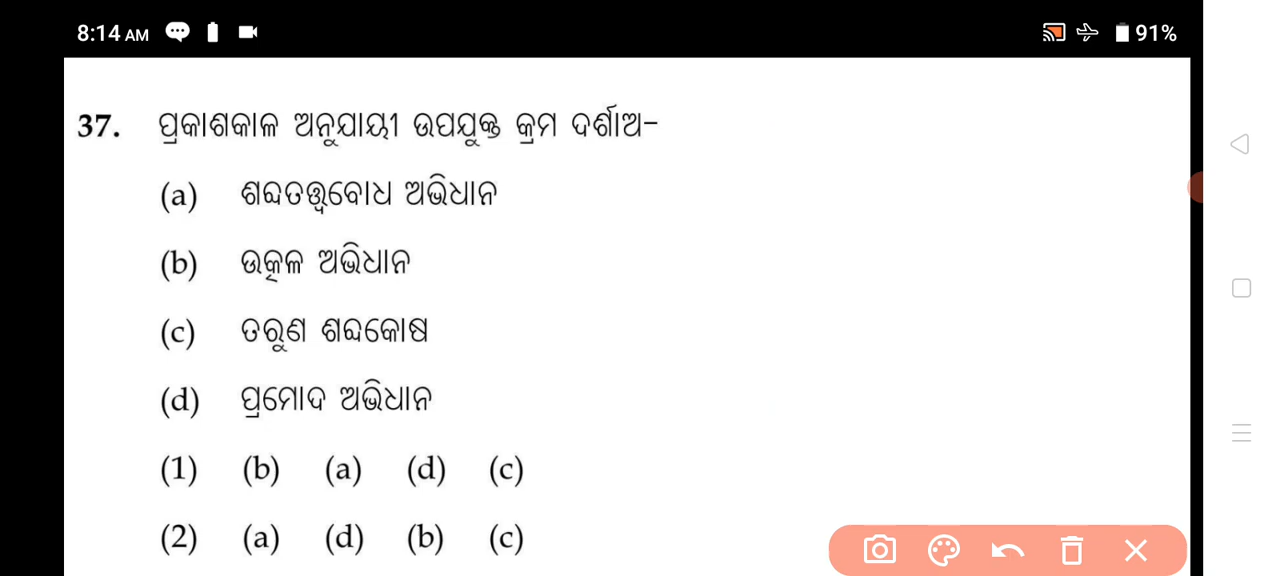 8:14 AM 91%
37. ପ୍ରକାଶକାଳ ଅନୁଯାୟୀ ଉପଯୁକ୍ତ କ୍ରମ ଦର୍ଶାଅ-
(a) ଶବ୍ଦତତ୍ତ୍ୱବୋଧ ଅଭିଧାନ
(b) ଉତ୍କଳ ଅଭିଧାନ
(c) ତରୁଣ ଶବ୍ଦକୋଷ
(d) ପ୍ରମୋଦ ଅଭିଧାନ
(1) (b) (a) (d) (c)
(2) (a) (d) (b) (c)